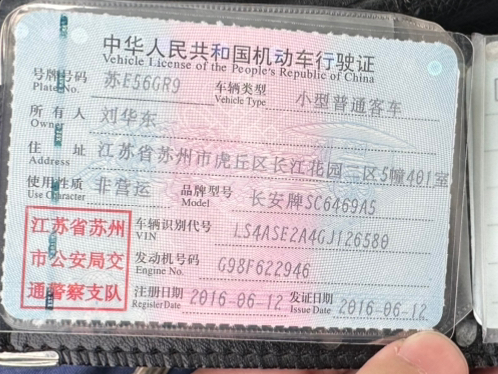 中华人民共和国机动车行驶证
Vehicle License of the People's Republic of China
号牌号码 苏E56GR9 车辆类型 小型普通客车
Plate No. Vehicle Type
所有人 刘华东
Owner
住址 江苏省苏州市虎丘区长江花园三区5幢401室
Address
使用性质 非营运 品牌型号 长安牌SC6469A5
Use Character Model
江苏省苏州
市公安局交
通警察支队
车辆识别代号 LS4ASE2A4GJ126580
VIN
发动机号码 G98F622946
Engine No.
注册日期 2016-06-12 发证日期 2016-06-12
Register Date Issue Date